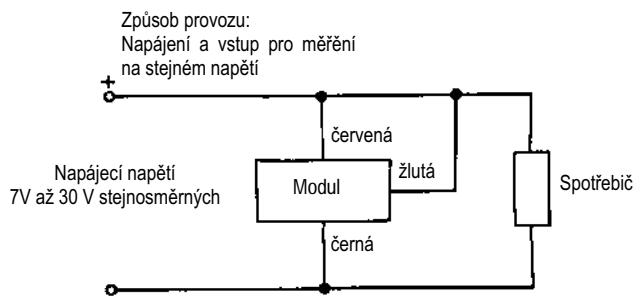 Způsob provozu:
Napájení a vstup pro měření
na stejném napětí
+
červená
Napájecí napětí
7V až 30 V stejnosměrných
Modul
žlutá
Spotřebič
černá